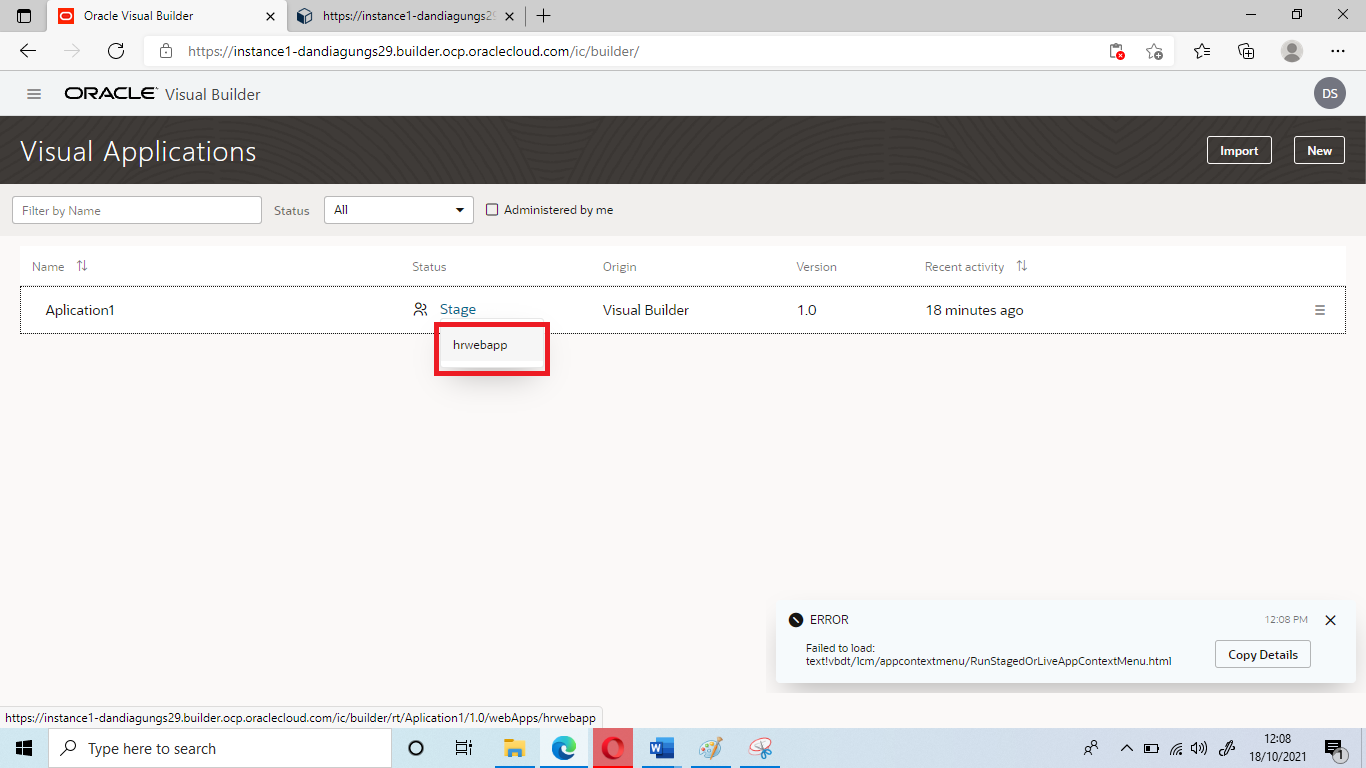 Oracle Visual Builder
https://instance1-dandiagungs29
https://instance1-dandiagungs29.builder.ocp.oraclecloud.com/ic/builder/
ORACLE Visual Builder
DS
Visual Applications
Import
New
Filter by Name
Status
All
Administered by me
Name
Status
Origin
Version
Recent activity
Aplication1
Stage
Visual Builder
1.0
18 minutes ago
hrwebapp
ERROR
12:08 PM
Failed to load:
text!vbdt/lcm/appcontextmenu/RunStagedOrLiveAppContextMenu.html
Copy Details
https://instance1-dandiagungs29.builder.ocp.oraclecloud.com/ic/builder/rt/Aplication1/1.0/webApps/hrwebapp
Type here to search
12:08
18/10/2021
1